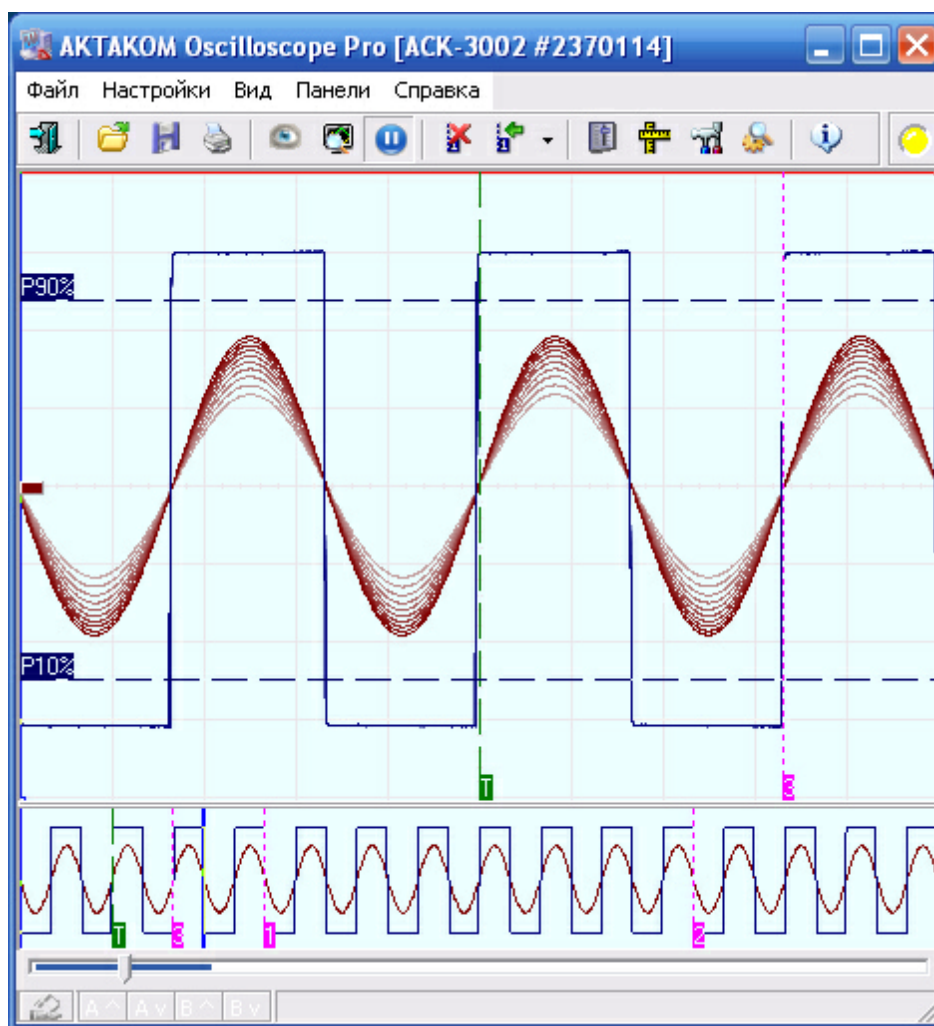 AKTAKOM Oscilloscope Pro [ACK-3002 #2370114]
Файл Настройки Вид Панели Справка
P90%
P10%
T 3
T 3 1 2
A ^ A v B ^ B v